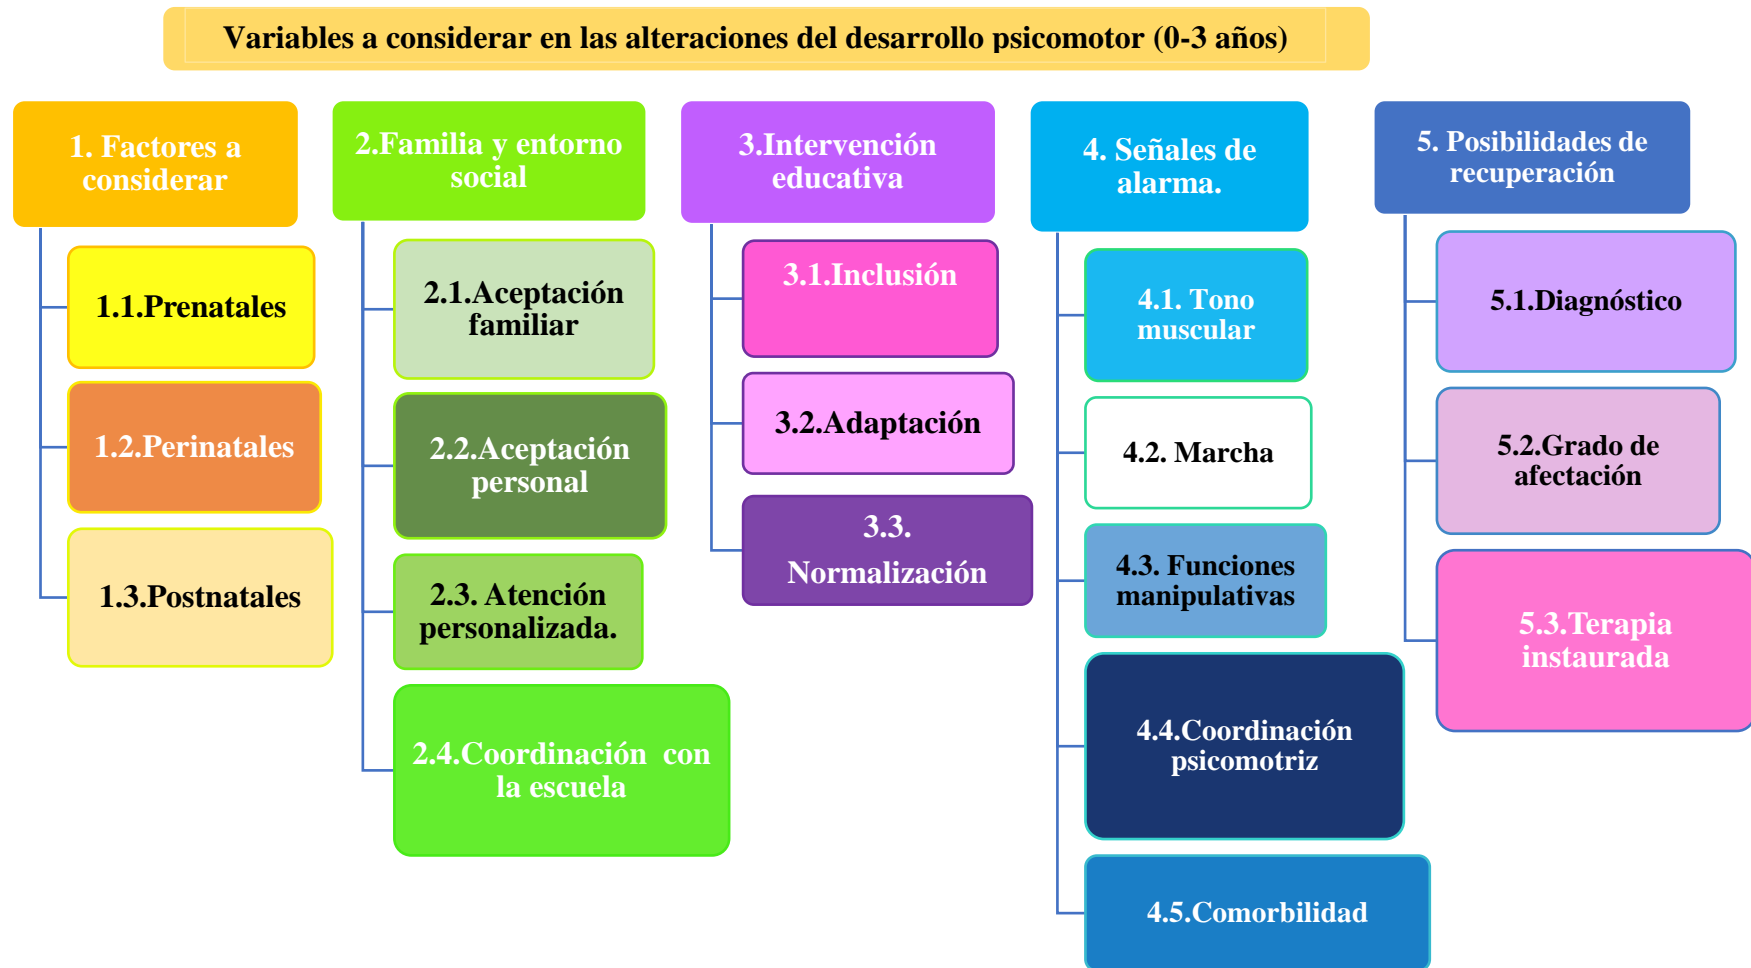 Variables a considerar en las alteraciones del desarrollo psicomotor (0-3 años)
1. Factores a
considerar
1.1.Prenatales
1.2.Perinatales
1.3.Postnatales
2.Familia y entorno
social
2.1.Aceptación
familiar
2.2.Aceptación
personal
2.3. Atención
personalizada.
2.4.Coordinación con
la escuela
3.Intervención
educativa
3.1.Inclusión
3.2.Adaptación
3.3.
Normalización
4. Señales de
alarma.
4.1. Tono
muscular
4.2. Marcha
4.3. Funciones
manipulativas
4.4.Coordinación
psicomotriz
4.5.Comorbilidad
5. Posibilidades de
recuperación
5.1.Diagnóstico
5.2.Grado de
afectación
5.3.Terapia
instaurada